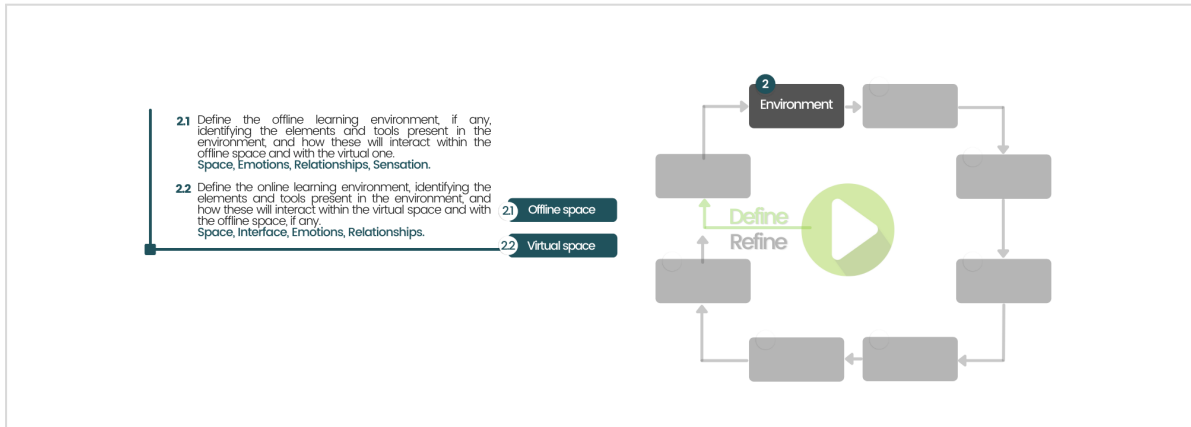 2.1 Define the offline learning environment, if any,
identifying the elements and tools present in the
environment, and how these will interact within the
offline space and with the virtual one.
Space, Emotions, Relationships, Sensation.
2.2 Define the online learning environment, identifying the
elements and tools present in the environment, and
how these will interact within the virtual space and with
the offline space, if any.
Space, Interface, Emotions, Relationships.
2.1 Offline space
2.2 Virtual space
2
Environment
Define
Refine